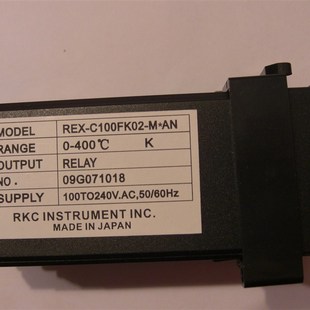 MODEL REX-C100FK02-M*AN
RANGE 0-400℃ K
OUTPUT RELAY
NO. 09G071018
SUPPLY 100TO240V.AC,50/60Hz
RKC INSTRUMENT INC.
MADE IN JAPAN